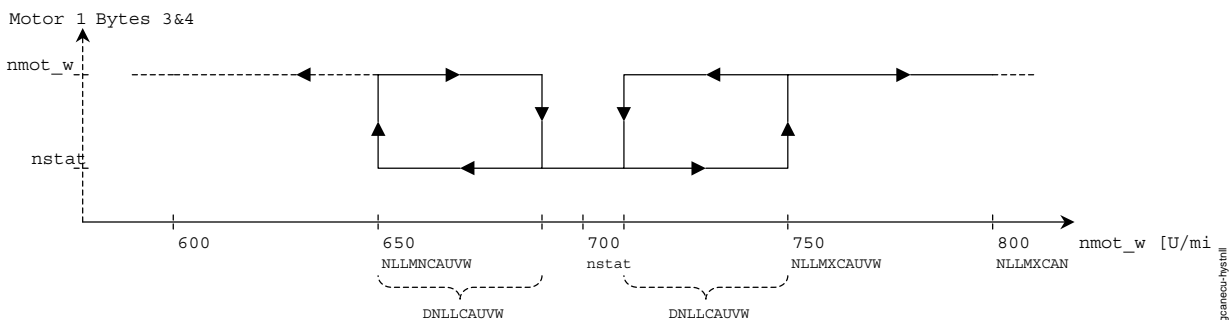 Motor 1 Bytes 3&4
nmot_w
nstat
600 650 700 750 800 nmot_w [U/mi
NLLMNCAUVW nstat NLLMXCAUVW NLLMXCAN
DNLLCAUVW DNLLCAUVW
gcanecu-hystnll